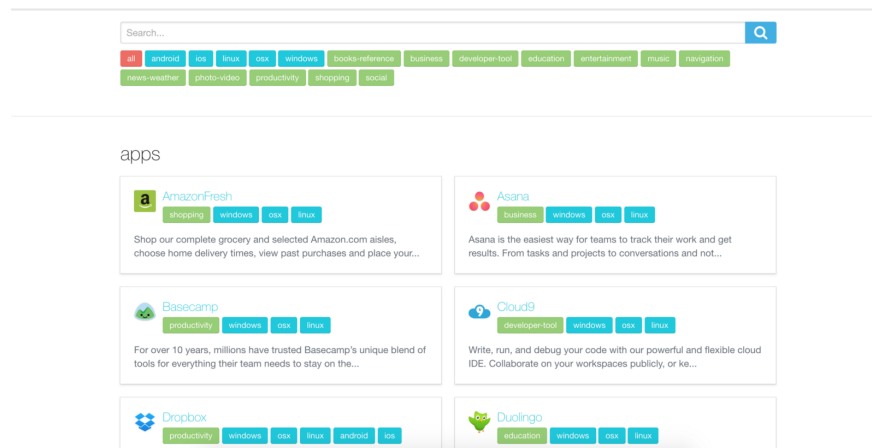 Search...
all android ios linux osx windows books-reference business developer-tool education entertainment music navigation
news-weather photo-video productivity shopping social
apps
AmazonFresh
shopping windows osx linux
Shop our complete grocery and selected Amazon.com aisles,
choose home delivery times, view past purchases and place your...
Asana
business windows osx linux
Asana is the easiest way for teams to track their work and get
results. From tasks and projects to conversations and not...
Basecamp
productivity windows osx linux
For over 10 years, millions have trusted Basecamp's unique blend of
tools for everything their team needs to stay on the...
Cloud9
developer-tool windows osx linux
Write, run, and debug your code with our powerful and flexible cloud
IDE. Collaborate on your workspaces publicly, or ke...
Dropbox
productivity windows osx linux android ios
Duolingo
education windows osx linux